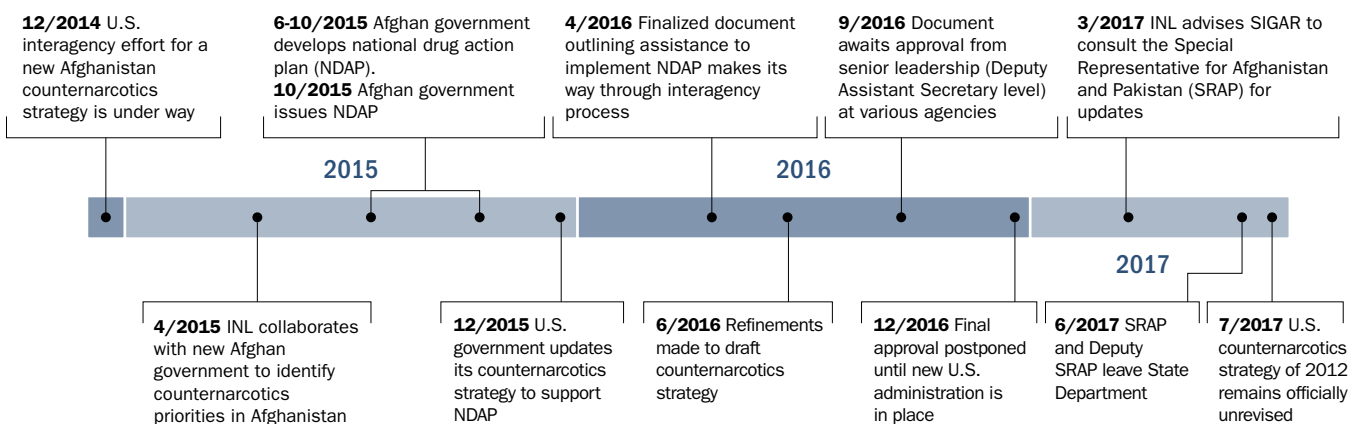 12/2014 U.S.
interagency effort for a
new Afghanistan
counternarcotics
strategy is under way
6-10/2015 Afghan government
develops national drug action
plan (NDAP).
10/2015 Afghan government
issues NDAP
4/2016 Finalized document
outlining assistance to
implement NDAP makes its
way through interagency
process
9/2016 Document
awaits approval from
senior leadership (Deputy
Assistant Secretary level)
at various agencies
3/2017 INL advises SIGAR to
consult the Special
Representative for Afghanistan
and Pakistan (SRAP) for
updates
2015
2016
2017
4/2015 INL collaborates
with new Afghan
government to identify
counternarcotics
priorities in Afghanistan
12/2015 U.S.
government updates
its counternarcotics
strategy to support
NDAP
6/2016 Refinements
made to draft
counternarcotics
strategy
12/2016 Final
approval postponed
until new U.S.
administration is
in place
6/2017 SRAP
and Deputy
SRAP leave State
Department
7/2017 U.S.
counternarcotics
strategy of 2012
remains officially
unrevised